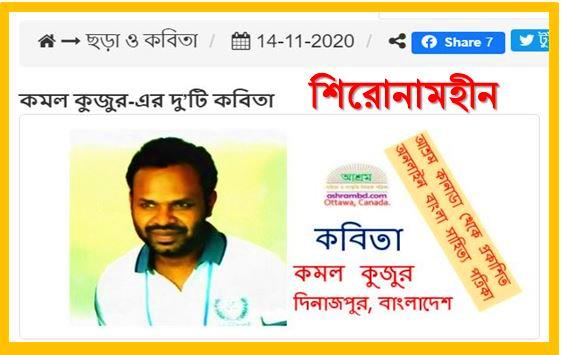 ছড়া ও কবিতা / 14-11-2020 / Share 7
কমল কুজুর-এর দু'টি কবিতা
শিরোনামহীন
আশ্রম
ashrambd.com
Ottawa, Canada.
কবিতা
কমল কুজুর
দিনাজপুর, বাংলাদেশ
আশ্রম কানাডা থেকে প্রকাশিত
অনলাইন বাংলা সাহিত্য পত্রিকা